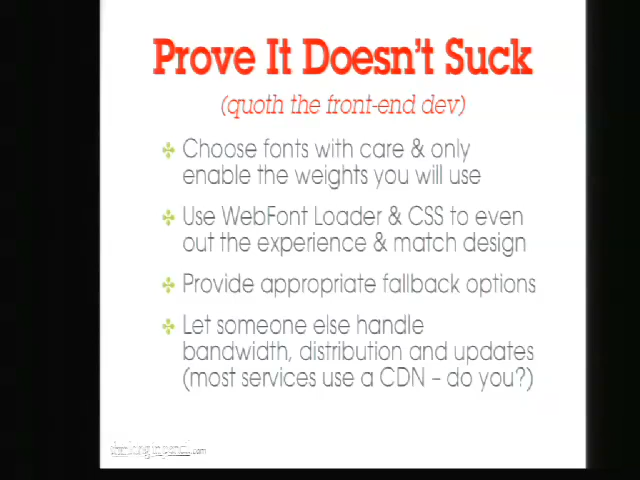 Prove It Doesn't Suck
(quoth the front-end dev)
Choose fonts with care & only
enable the weights you will use
Use WebFont Loader & CSS to even
out the experience & match design
Provide appropriate fallback options
Let someone else handle
bandwidth, distribution and updates
(most services use a CDN – do you?)